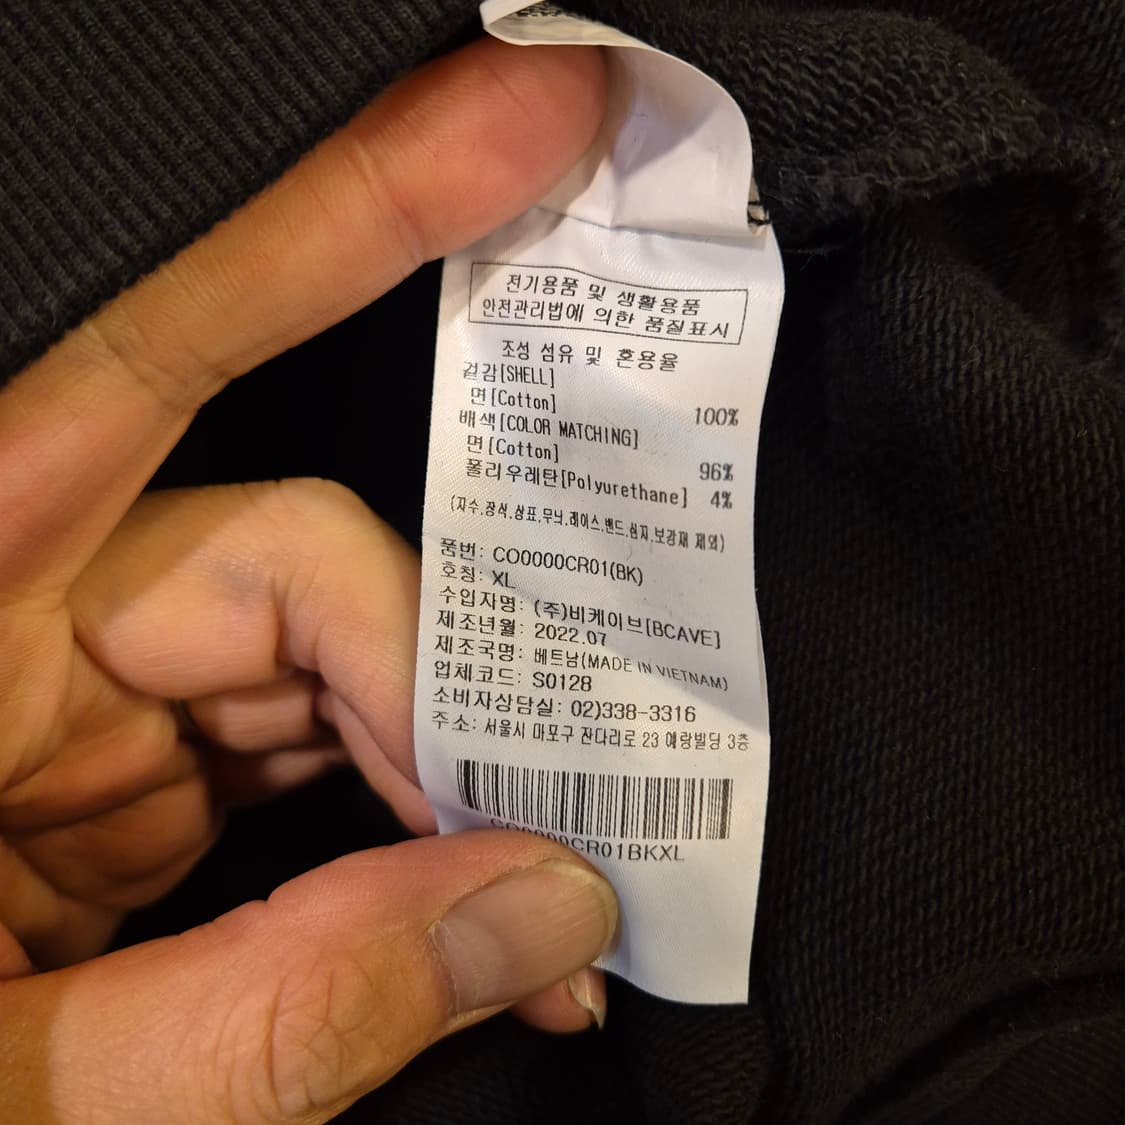 전기용품 및 생활용품
안전관리법에 의한 품질표시
조성 섬유 및 혼용율
겉감[SHELL]
면[Cotton] 100%
배색[COLOR MATCHING]
면[Cotton] 96%
폴리우레탄[Polyurethane] 4%
(자수.장식.상표.무늬.레이스.밴드.심지.보강재 제외)
품번: CO0000CR01(BK)
호칭: XL
수입자명: (주)비케이브[BCAVE]
제조년월: 2022.07
제조국명: 베트남(MADE IN VIETNAM)
업체코드: S0128
소비자상담실: 02)338-3316
주소: 서울시 마포구 잔다리로 23 예랑빌딩 3층
CO0000CR01BKXL